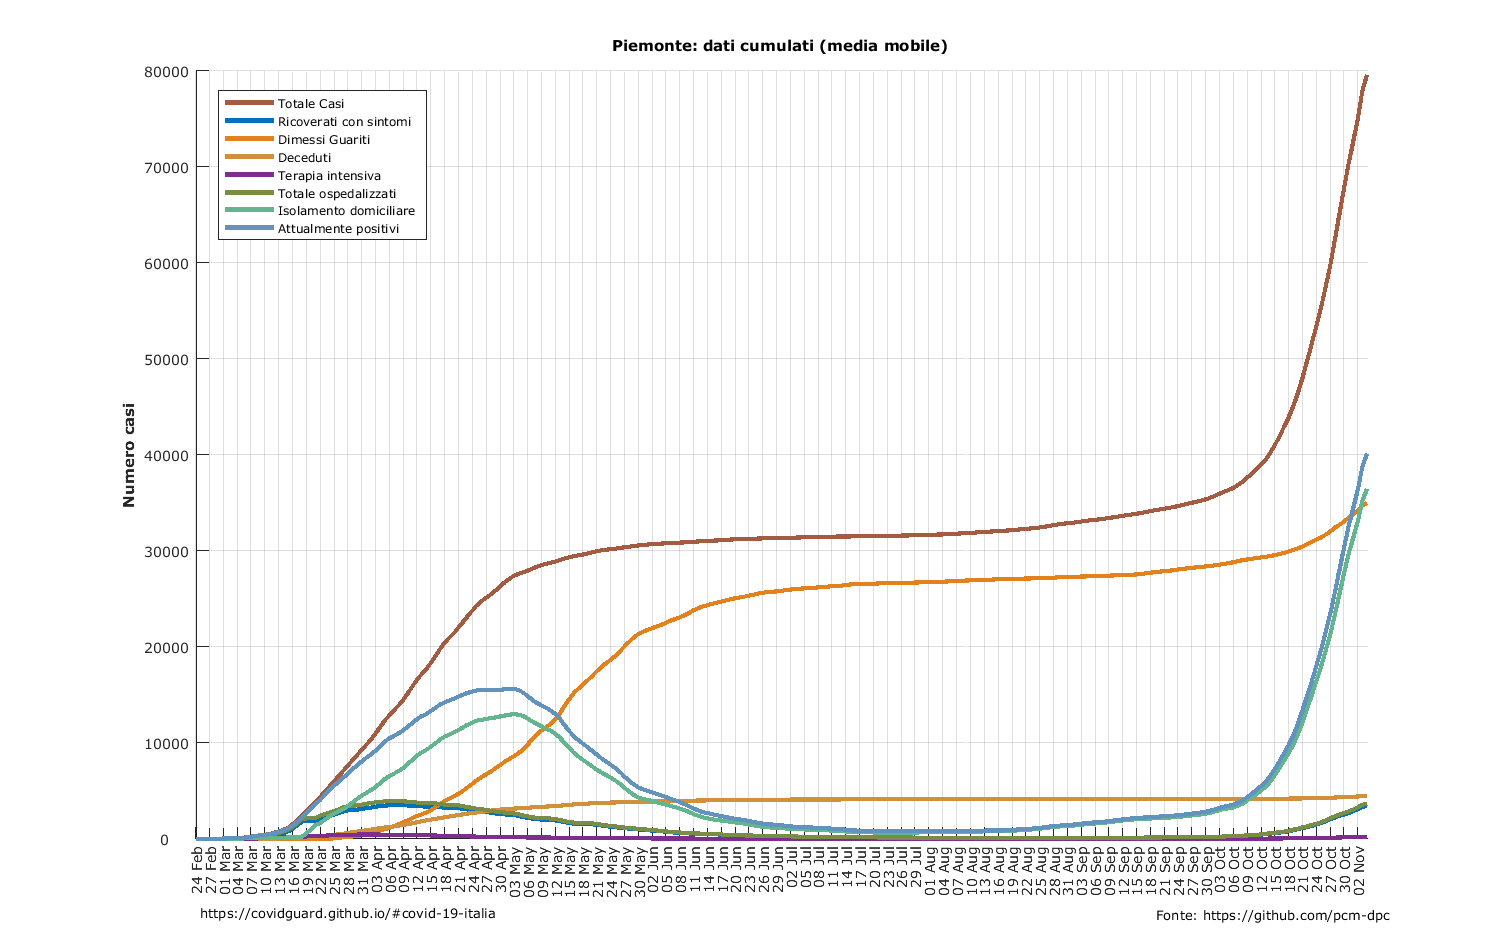 Piemonte: dati cumulati (media mobile)
80000
70000
60000
50000
40000
30000
20000
10000
0
Numero casi
Totale Casi
Ricoverati con sintomi
Dimessi Guariti
Deceduti
Terapia intensiva
Totale ospedalizzati
Isolamento domiciliare
Attualmente positivi
24 Feb
27 Feb
01 Mar
04 Mar
07 Mar
10 Mar
13 Mar
16 Mar
19 Mar
22 Mar
25 Mar
28 Mar
31 Mar
03 Apr
06 Apr
09 Apr
12 Apr
15 Apr
18 Apr
21 Apr
24 Apr
27 Apr
30 Apr
03 May
06 May
09 May
12 May
15 May
18 May
21 May
24 May
27 May
30 May
02 Jun
05 Jun
08 Jun
11 Jun
14 Jun
17 Jun
20 Jun
23 Jun
26 Jun
29 Jun
02 Jul
05 Jul
08 Jul
11 Jul
14 Jul
17 Jul
20 Jul
23 Jul
26 Jul
29 Jul
01 Aug
04 Aug
07 Aug
10 Aug
13 Aug
16 Aug
19 Aug
22 Aug
25 Aug
28 Aug
31 Aug
03 Sep
06 Sep
09 Sep
12 Sep
15 Sep
18 Sep
21 Sep
24 Sep
27 Sep
30 Sep
03 Oct
06 Oct
09 Oct
12 Oct
15 Oct
18 Oct
21 Oct
24 Oct
27 Oct
30 Oct
02 Nov
https://covidguard.github.io/#covid-19-italia
Fonte: https://github.com/pcm-dpc